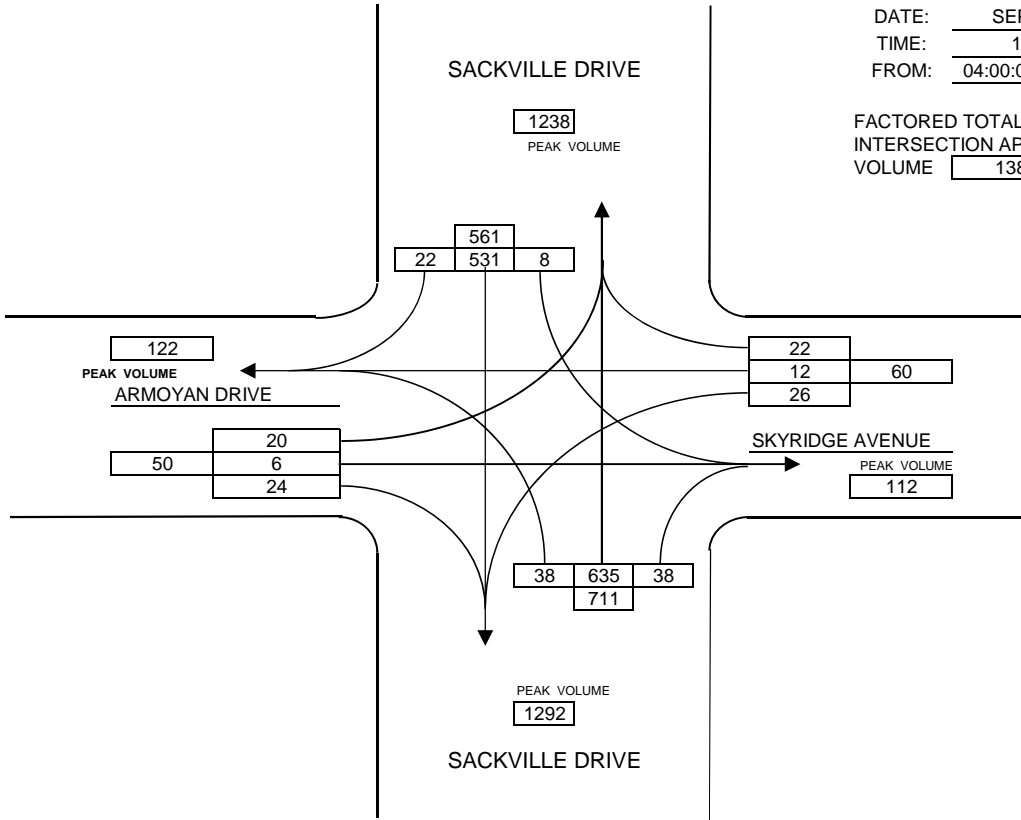 DATE:
TIME:
FROM:
SACKVILLE DRIVE
1238
PEAK VOLUME
FACTORED TOTAL
INTERSECTION
VOLUME
561
22 531 8
122
PEAK VOLUME
ARMOYAN DRIVE
22
12 60
26
20
50 6
24
SKYRIDGE AVENUE
PEAK VOLUME
112
38 635 38
711
PEAK VOLUME
1292
SACKVILLE DRIVE